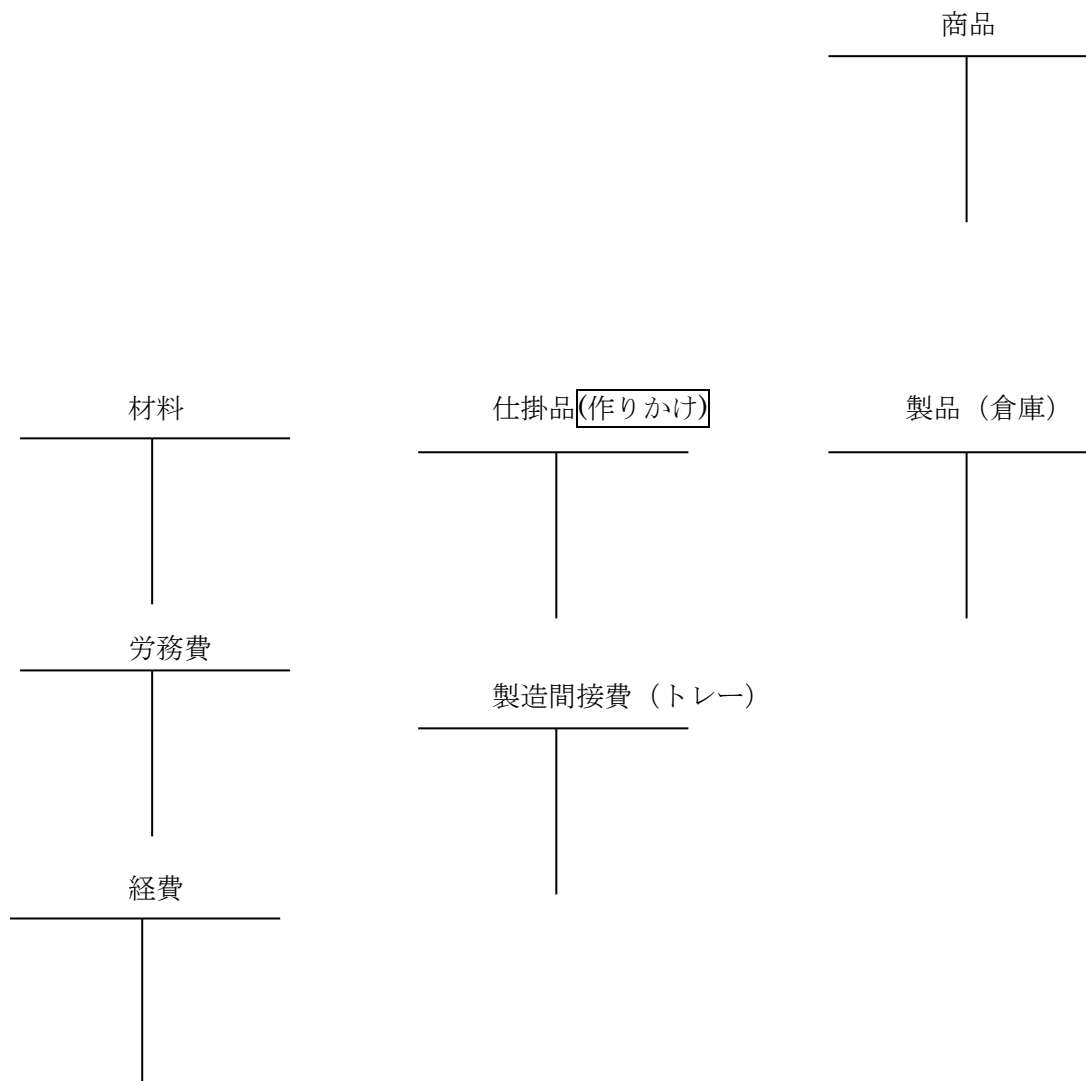 商品
材料
仕掛品(作りかけ)
製品（倉庫）
労務費
製造間接費（トレー）
経費